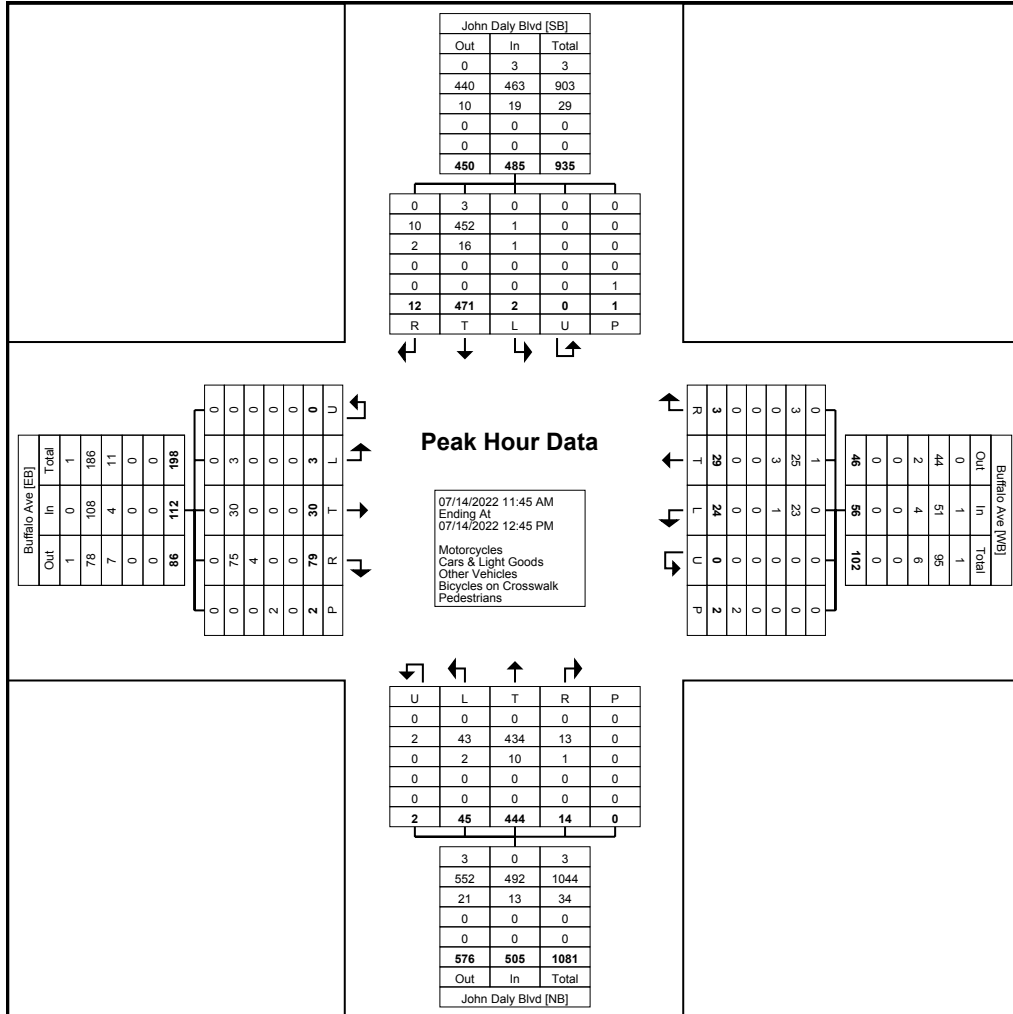 John Daly Blvd [SB]
Out In Total
0 3 3
440 463 903
10 19 29
0 0 0
0 0 0
450 485 935
0 3 0 0 0
10 452 1 0 0
2 16 1 0 0
0 0 0 0 0
0 0 0 0 1
12 471 2 0 1
R T L U P
Buffalo Ave [EB]
Total 1 186 11 0 0 198
In 0 108 4 0 0 112
Out 1 78 7 0 0 86
0 0 0 0 0 0 U
0 3 0 0 0 3 L
0 30 0 0 0 30 T
0 75 4 0 0 79 R
0 0 0 2 0 2 P
Peak Hour Data
07/14/2022 11:45 AM
Ending At
07/14/2022 12:45 PM
Motorcycles
Cars & Light Goods
Other Vehicles
Bicycles on Crosswalk
Pedestrians
R 3 0 0 0 3 0
T 29 0 0 3 25 1
L 24 0 0 1 23 0
U 0 0 0 0 0 0
P 2 2 0 0 0 0
Buffalo Ave [WB]
Out In Total
0 1 1
44 51 95
2 4 6
0 0 0
0 0 0
46 56 102
U L T R P
0 0 0 0 0
2 43 434 13 0
0 2 10 1 0
0 0 0 0 0
0 0 0 0 0
2 45 444 14 0
3 0 3
552 492 1044
21 13 34
0 0 0
0 0 0
576 505 1081
Out In Total
John Daly Blvd [NB]